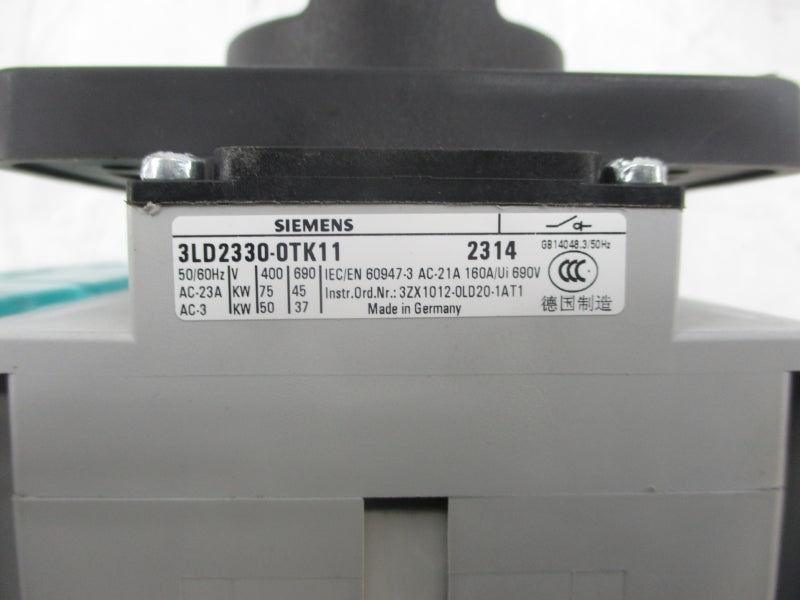 SIEMENS
3LD2330-0TK11 2314 GB14048.3/50Hz
50/60Hz V 400 690 IEC/EN 60947-3 AC-21A 160A/Ui 690V
AC-23A KW 75 45 Instr.Ord.Nr.: 3ZX1012-0LD20-1AT1
AC-3 KW 50 37 Made in Germany
CCC
德国制造